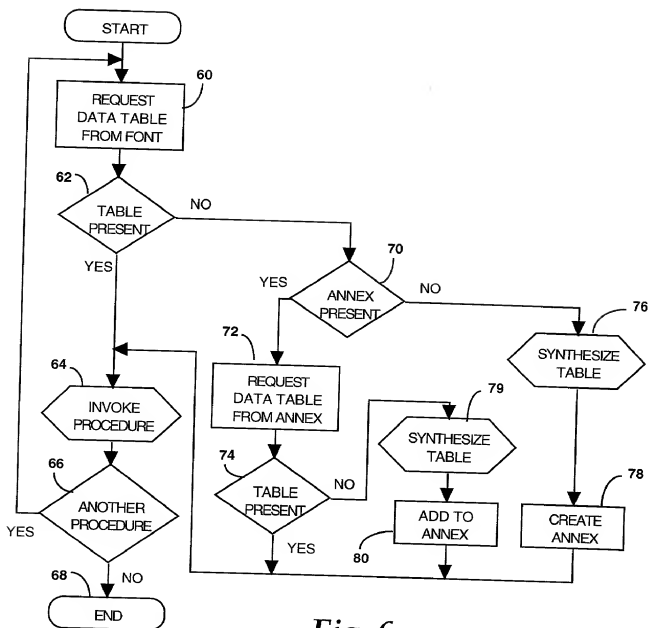 START
60
REQUEST
DATA TABLE
FROM FONT
62
TABLE
PRESENT
NO
YES
70
ANNEX
PRESENT
YES
NO
76
SYNTHESIZE
TABLE
72
REQUEST
DATA TABLE
FROM ANNEX
64
INVOKE
PROCEDURE
79
SYNTHESIZE
TABLE
74
TABLE
PRESENT
NO
YES
66
ANOTHER
PROCEDURE
YES
NO
80
ADD TO
ANNEX
78
CREATE
ANNEX
68
END
Fig. 6